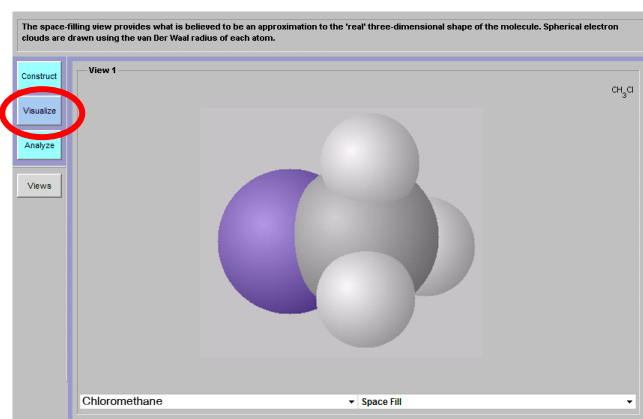 The space-filling view provides what is believed to be an approximation to the 'real' three-dimensional shape of the molecule. Spherical electron
clouds are drawn using the van Der Waal radius of each atom.
Construct
Visualize
Analyze
Views
View 1
CH3Cl
Chloromethane
Space Fill